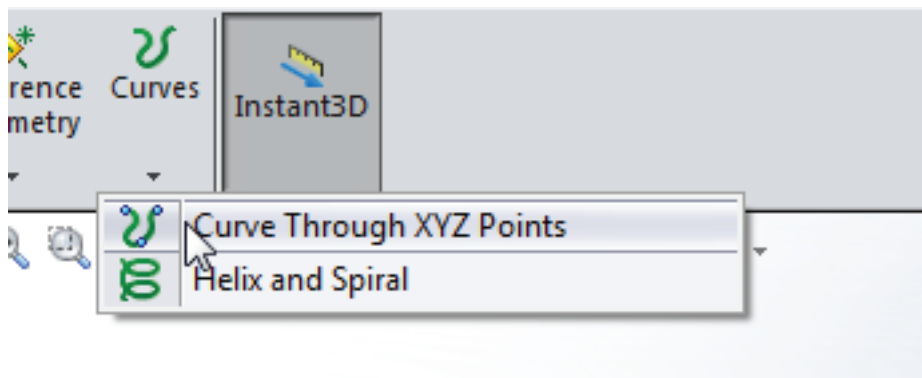 rence
metry
Curves
Instant3D
Curve Through XYZ Points
Helix and Spiral